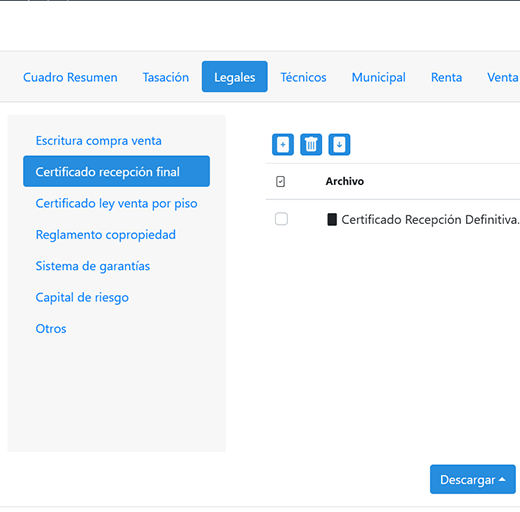 Cuadro Resumen Tasación Legales Técnicos Municipal Renta Venta
Escritura compra venta
Certificado recepción final
Certificado ley venta por piso
Reglamento copropiedad
Sistema de garantías
Capital de riesgo
Otros
Archivo
Certificado Recepción Definitiva.
Descargar